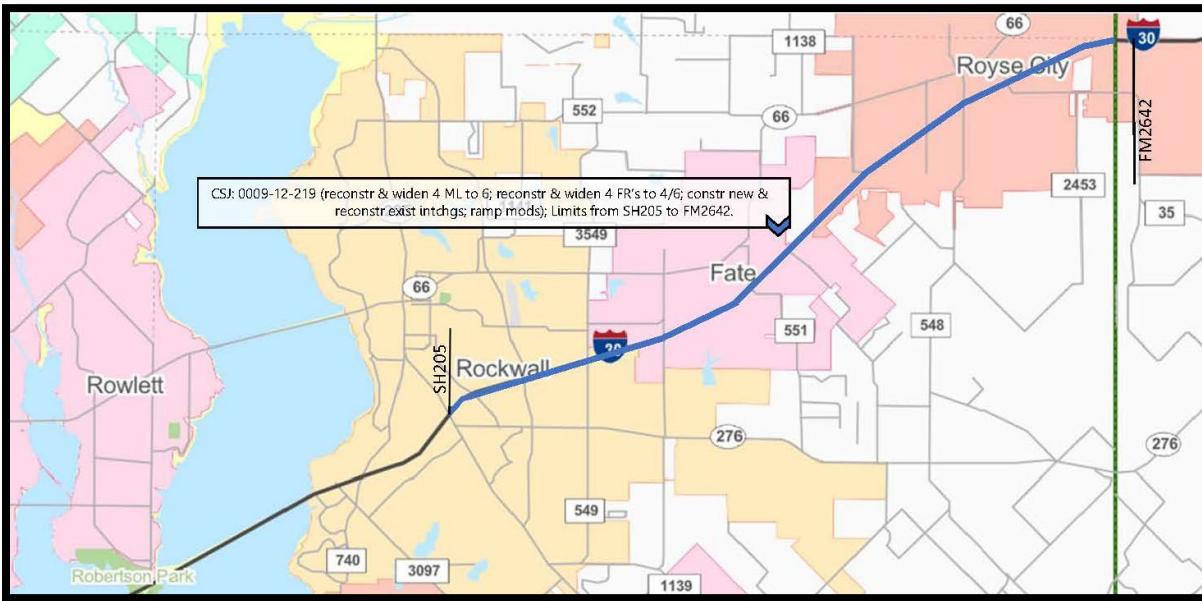 66
30
1138
Royse City
552
66
FM2642
CSJ: 0009-12-219 (reconstr & widen 4 ML to 6; reconstr & widen 4 FR's to 4/6; constr new &
reconstr exist intchgs; ramp mods); Limits from SH205 to FM2642.
2453
35
3549
Fate
66
551
548
30
SH205
Rockwall
Rowlett
276
276
549
740
3097
1139
Robertson Park